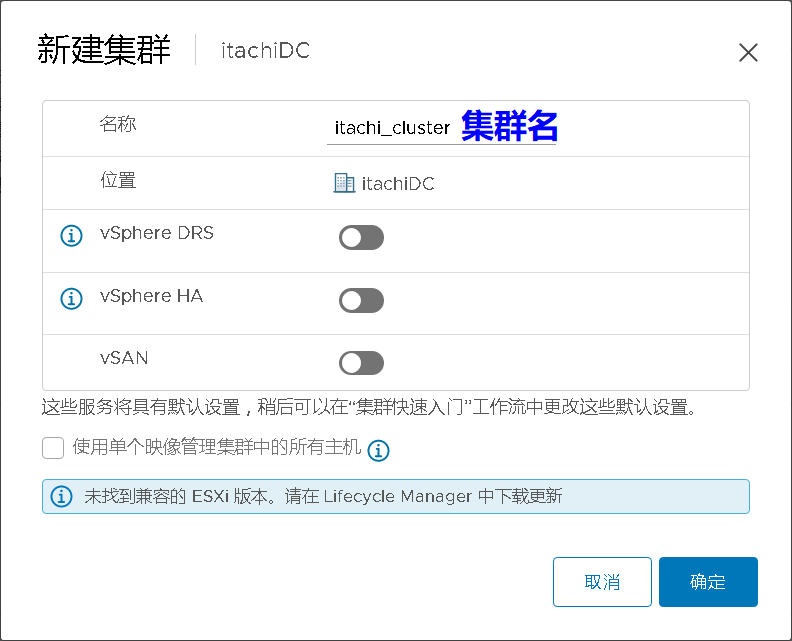 新建集群 itachiDC
名称 itachi_cluster 集群名
位置 itachiDC
vSphere DRS
vSphere HA
vSAN
这些服务将具有默认设置，稍后可以在“集群快速入门”工作流中更改这些默认设置。
使用单个映像管理集群中的所有主机
未找到兼容的 ESXi 版本。请在 Lifecycle Manager 中下载更新
取消 确定